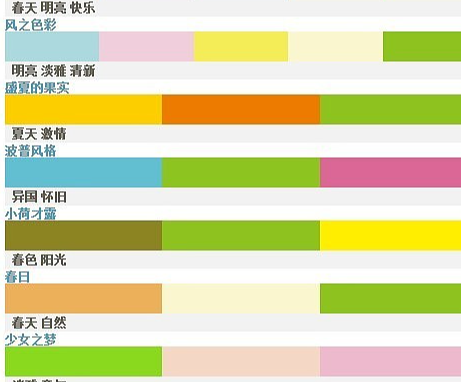 春天 明亮 快乐
风之色彩
明亮 淡雅 清新
盛夏的果实
夏天 激情
波普风格
异国 怀旧
小荷才露
春色 阳光
春日
春天 自然
少女之梦